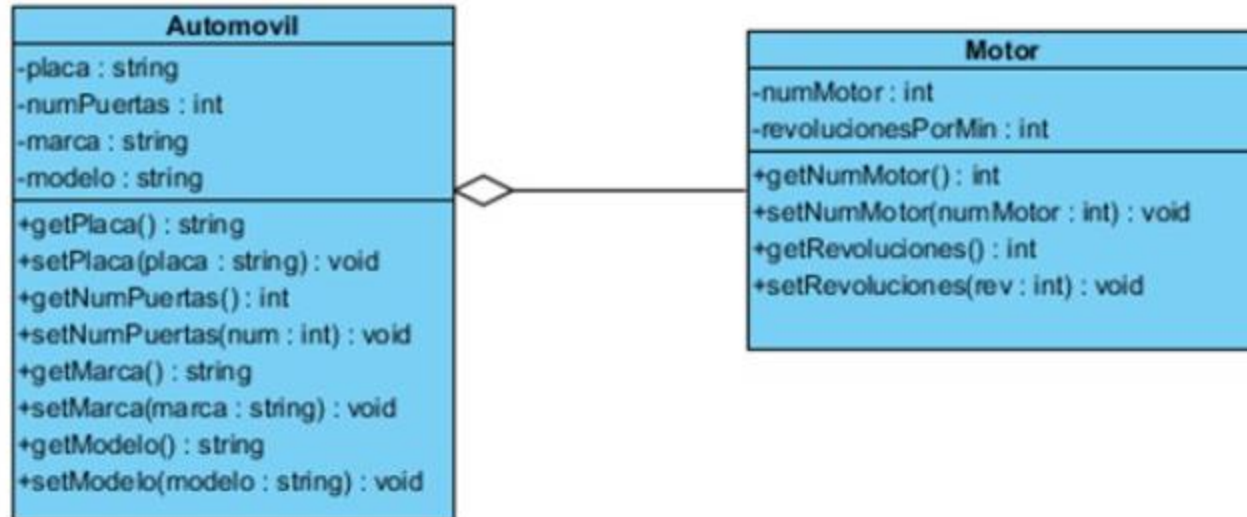 Automovil
-placa : string
-numPuertas : int
-marca : string
-modelo : string
+getPlaca() : string
+setPlaca(placa : string) : void
+getNumPuertas() : int
+setNumPuertas(num : int) : void
+getMarca() : string
+setMarca(marca : string) : void
+getModelo() : string
+setModelo(modelo : string) : void
Motor
-numMotor : int
-revolucionesPorMin : int
+getNumMotor() : int
+setNumMotor(numMotor : int) : void
+getRevoluciones() : int
+setRevoluciones(rev : int) : void